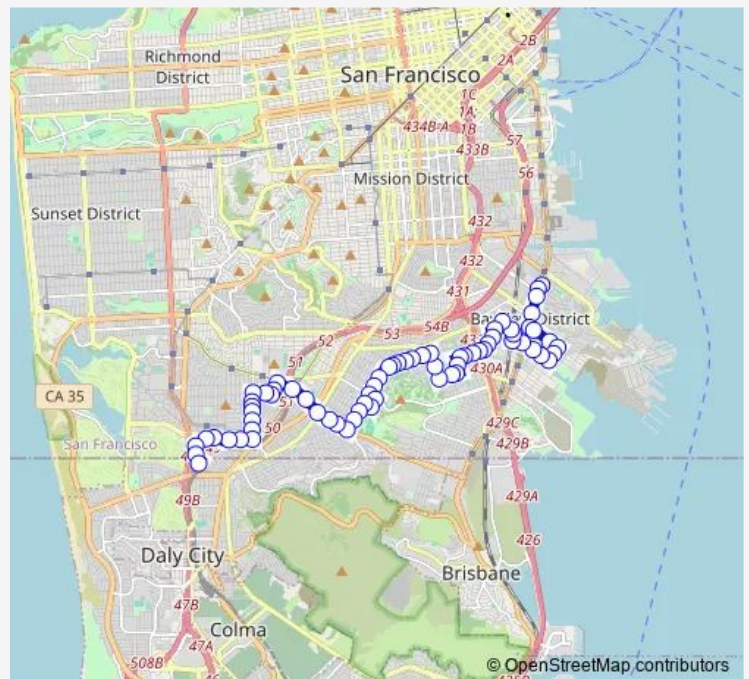 Richmond
District
San Francisco
2B
2A
1C
1A
1B
434B-A
433B
57
56
Mission District
Sunset District
432
432
431
Bay
District
52
53
54B
51
430A
CA 35
50
429C
429B
San Francisco
49B
429A
426
Daly City
Brisbane
47B
Colma
47A
508B
© OpenStreetMap contributors